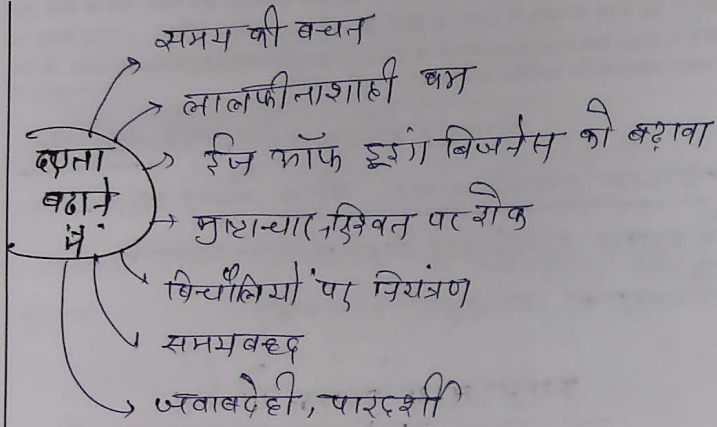 समय की बचत
लालफीताशाही कम
दक्षता
बढाने
में
ईज ऑफ डूइंग बिजनेस को बढ़ावा
भ्रष्टाचार, रिश्वत पर रोक
बिचौलियों पर नियंत्रण
समयबद्ध
जवाबदेही, पारदर्शी